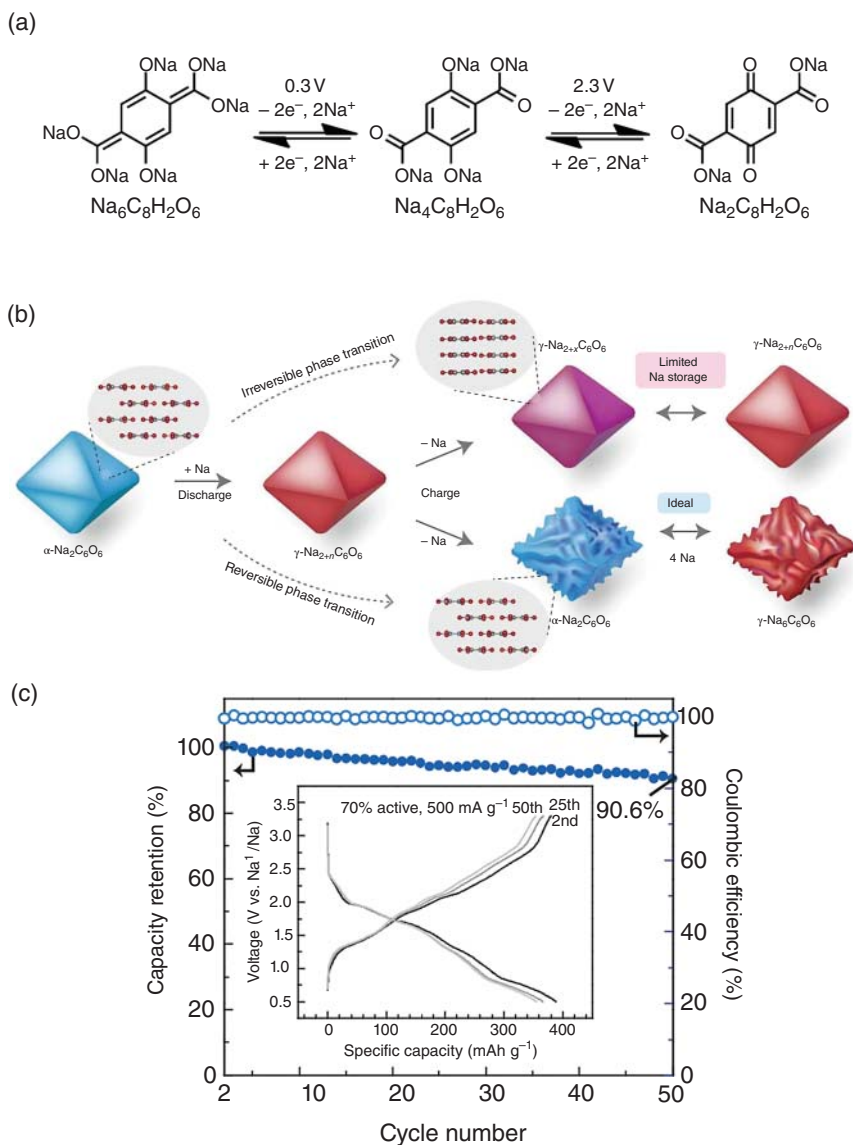 (a)
ONa
ONa
ONa
NaO
ONa
ONa
Na₆C₈H₂O₆
0.3 V
– 2e⁻, 2Na⁺
+ 2e⁻, 2Na⁺
ONa
ONa
O
O
ONa
ONa
Na₄C₈H₂O₆
2.3 V
– 2e⁻, 2Na⁺
+ 2e⁻, 2Na⁺
O
ONa
O
O
ONa
O
Na₂C₈H₂O₆
(b)
Irreversible phase transition
γ-Na₂₊ₓC₆O₆
Limited
Na storage
γ-Na₂₊ₙC₆O₆
+ Na
Discharge
– Na
Charge
– Na
Ideal
4 Na
α-Na₂C₆O₆
γ-Na₂₊ₙC₆O₆
Reversible phase transition
α-Na₂C₆O₆
γ-Na₆C₆O₆
(c)
Capacity retention (%)
100
80
60
40
20
0
100
80
60
40
20
0
Coulombic efficiency (%)
90.6%
70% active, 500 mA g⁻¹ 50th 25th
2nd
Voltage (V vs. Na¹/Na)
3.5
3.0
2.5
2.0
1.5
1.0
0.5
0 100 200 300 400
Specific capacity (mAh g⁻¹)
2 10 20 30 40 50
Cycle number